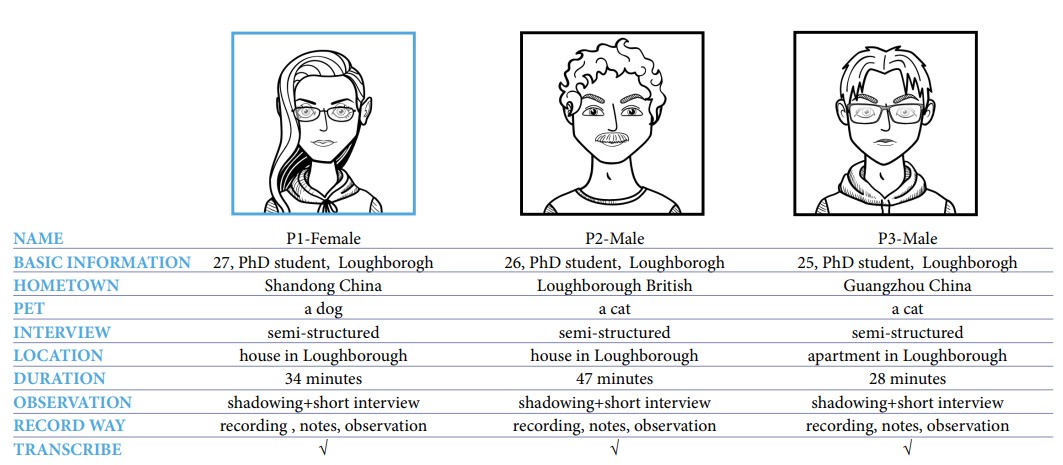 NAME P1-Female P2-Male P3-Male
BASIC INFORMATION 27, PhD student, Loughborogh 26, PhD student, Loughborogh 25, PhD student, Loughborogh
HOMETOWN Shandong China Loughborough British Guangzhou China
PET a dog a cat a cat
INTERVIEW semi-structured semi-structured semi-structured
LOCATION house in Loughborough house in Loughborough apartment in Loughborough
DURATION 34 minutes 47 minutes 28 minutes
OBSERVATION shadowing+short interview shadowing+short interview shadowing+short interview
RECORD WAY recording , notes, observation recording, notes, observation recording, notes, observation
TRANSCRIBE √ √ √